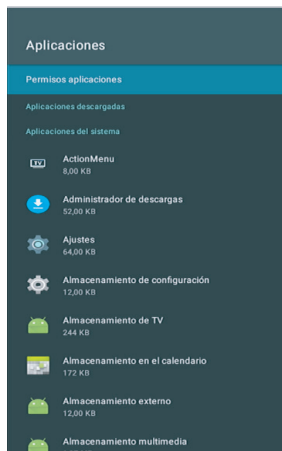 Aplicaciones
Permisos aplicaciones
Aplicaciones descargadas
Aplicaciones del sistema
TV
ActionMenu
8,00 KB
Administrador de descargas
52,00 KB
Ajustes
64,00 KB
Almacenamiento de configuración
12,00 KB
Almacenamiento de TV
244 KB
Almacenamiento en el calendario
172 KB
Almacenamiento externo
12,00 KB
Almacenamiento multimedia